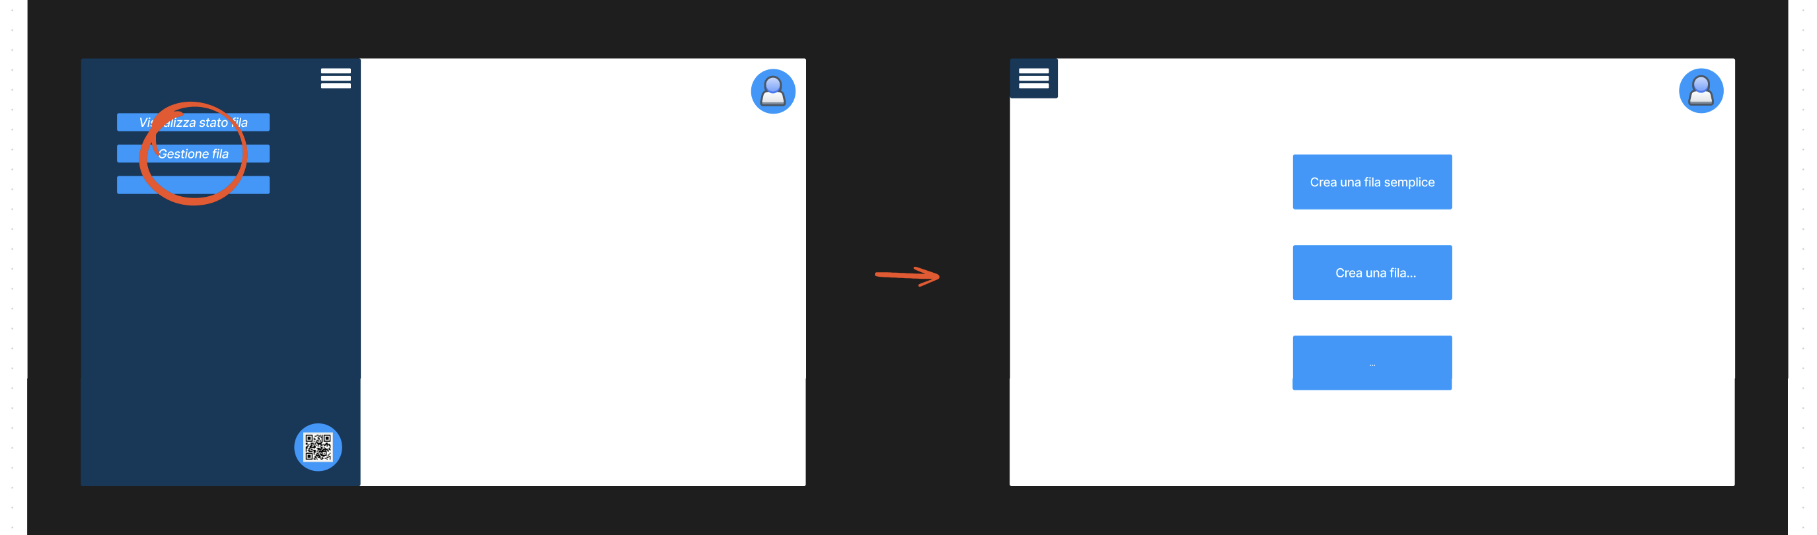 Visualizza stato fila
Gestione fila
Crea una fila semplice
Crea una fila...
...